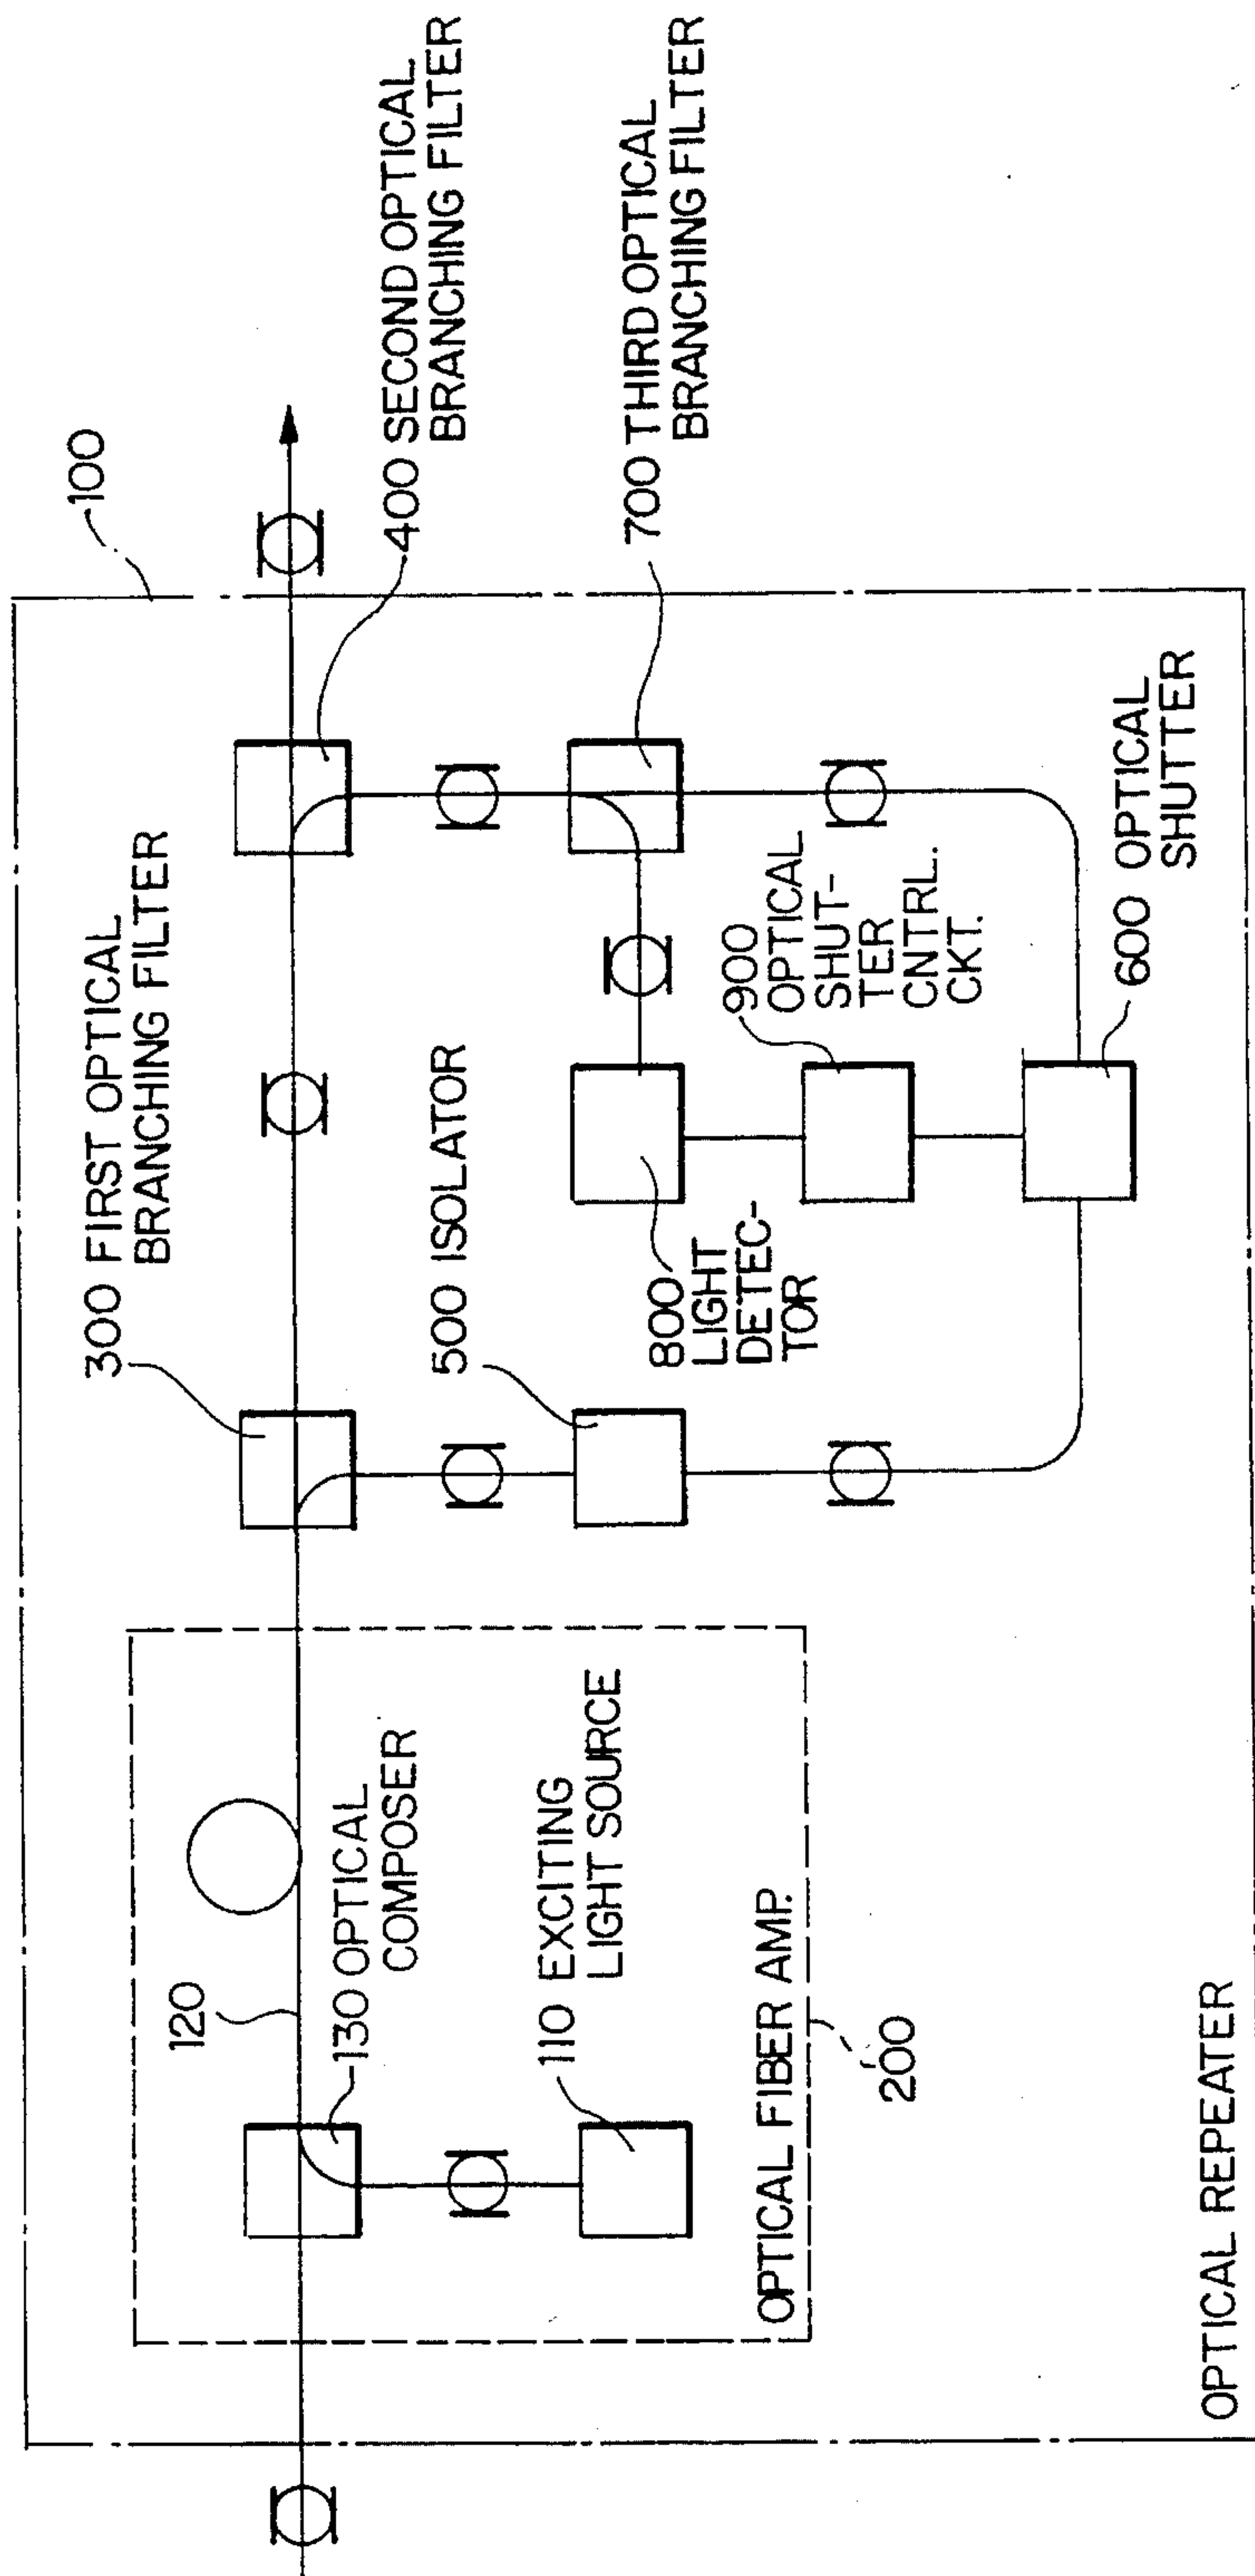 100
300 FIRST OPTICAL
BRANCHING FILTER
400 SECOND OPTICAL
BRANCHING FILTER
120
130 OPTICAL
COMPOSER
500 ISOLATOR
700 THIRD OPTICAL
BRANCHING FILTER
110 EXCITING
LIGHT SOURCE
800
LIGHT
DETEC-
TOR
900
OPTICAL
SHUT-
TER
CNTRL.
CKT.
OPTICAL FIBER AMP.
200
600 OPTICAL
SHUTTER
OPTICAL REPEATER